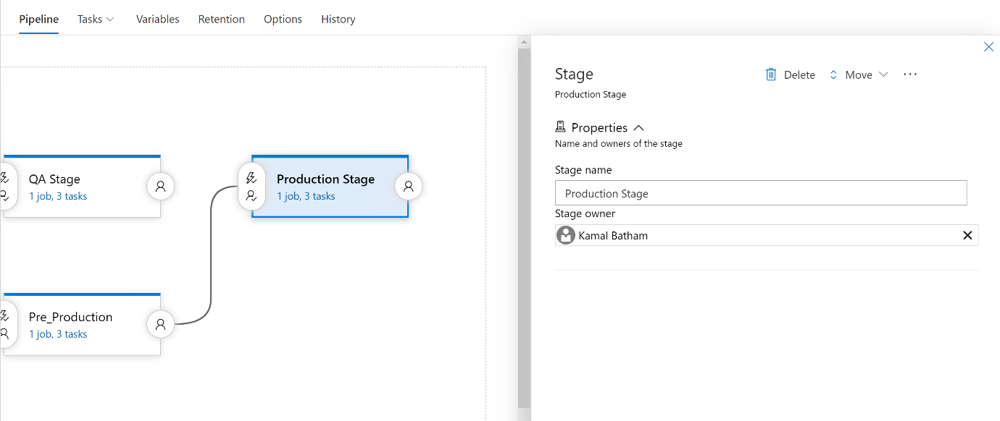 Pipeline Tasks Variables Retention Options History
QA Stage
1 job, 3 tasks
Production Stage
1 job, 3 tasks
Pre_Production
1 job, 3 tasks
Stage
Delete Move ...
Production Stage
Properties
Name and owners of the stage
Stage name
Production Stage
Stage owner
Kamal Batham